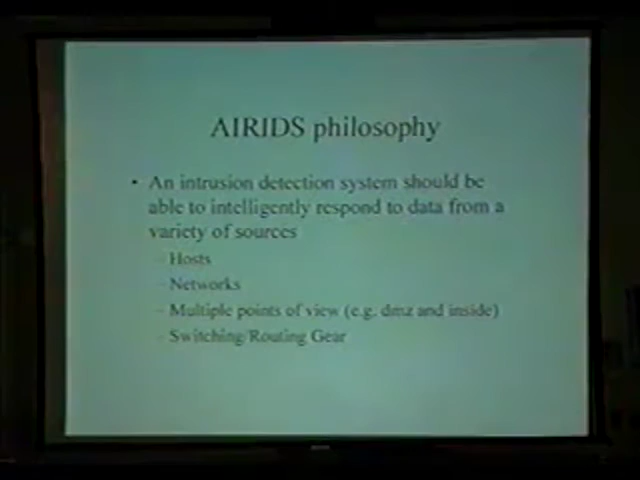 AIRIDS philosophy
• An intrusion detection system should be
able to intelligently respond to data from a
variety of sources
– Hosts
– Networks
– Multiple points of view (e.g. dmz and inside)
– Switching/Routing Gear